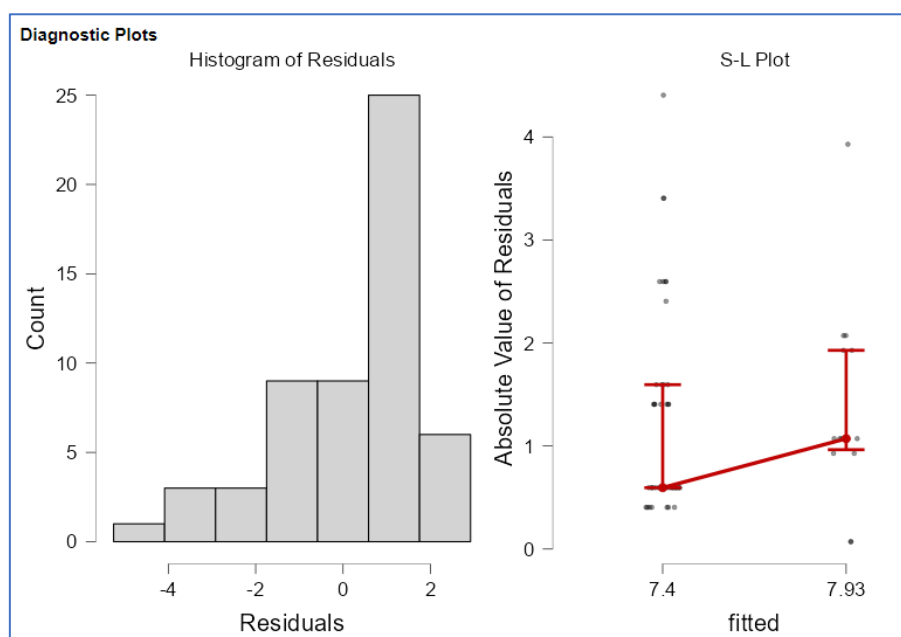 Diagnostic Plots
Histogram of Residuals
25
20
15
10
5
0
Count
-4
-2
0
2
Residuals
S-L Plot
4
3
2
1
0
Absolute Value of Residuals
7.4
7.93
fitted